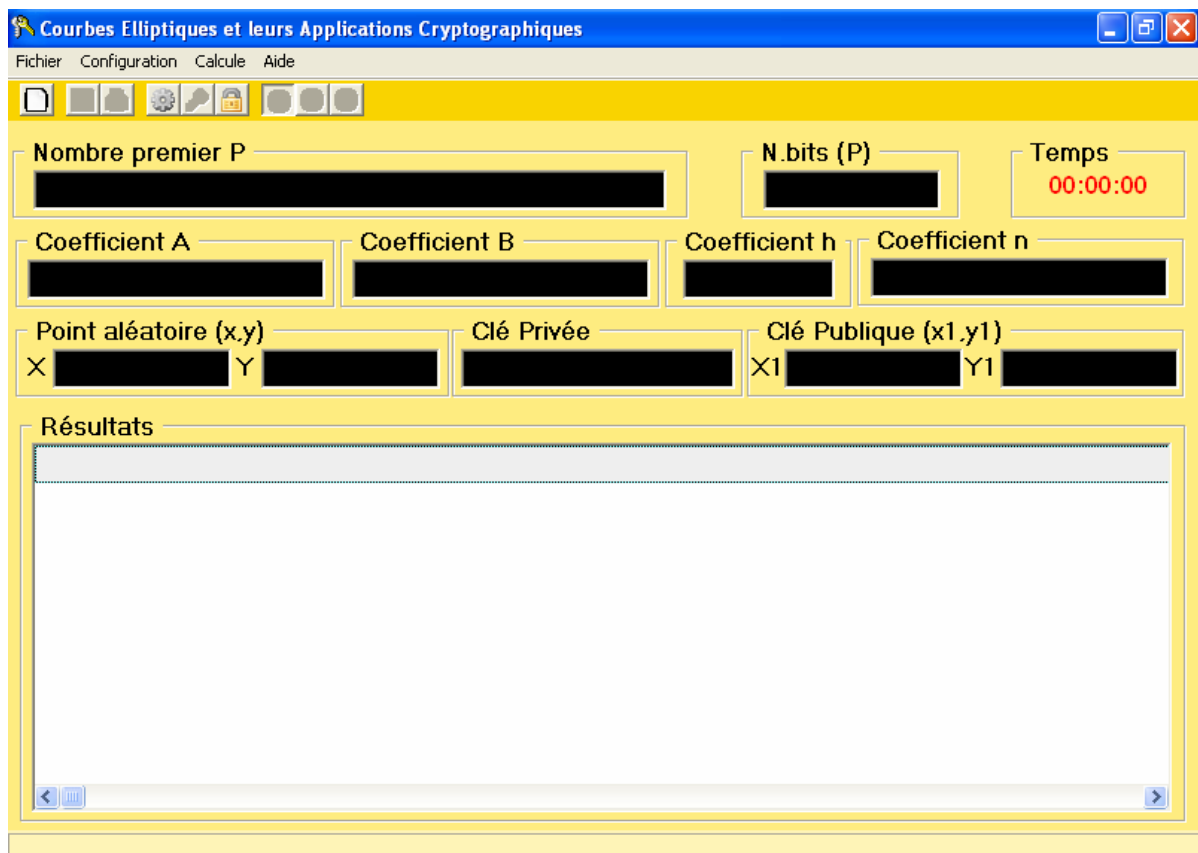 Courbes Elliptiques et leurs Applications Cryptographiques
Fichier Configuration Calcule Aide
Nombre premier P N.bits (P) Temps
00:00:00
Coefficient A Coefficient B Coefficient h Coefficient n
Point aléatoire (x,y) Clé Privée Clé Publique (x1,y1)
X Y X1 Y1
Résultats